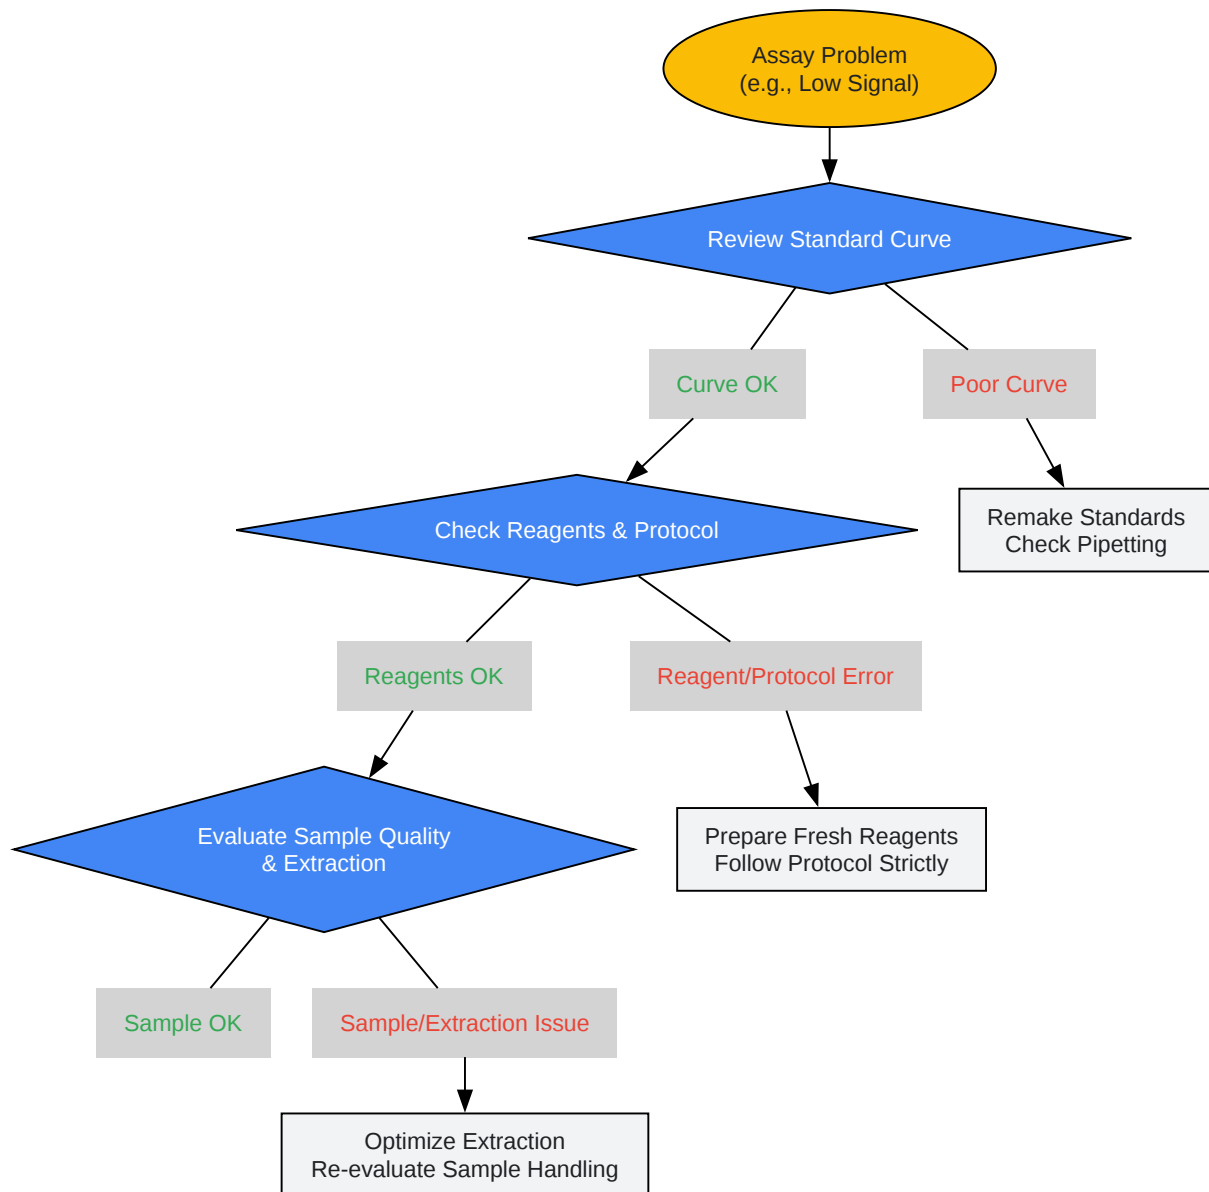 Assay Problem
(e.g., Low Signal)
Review Standard Curve
Curve OK
Poor Curve
Remake Standards
Check Pipetting
Check Reagents & Protocol
Reagents OK
Reagent/Protocol Error
Prepare Fresh Reagents
Follow Protocol Strictly
Evaluate Sample Quality
& Extraction
Sample OK
Sample/Extraction Issue
Optimize Extraction
Re-evaluate Sample Handling